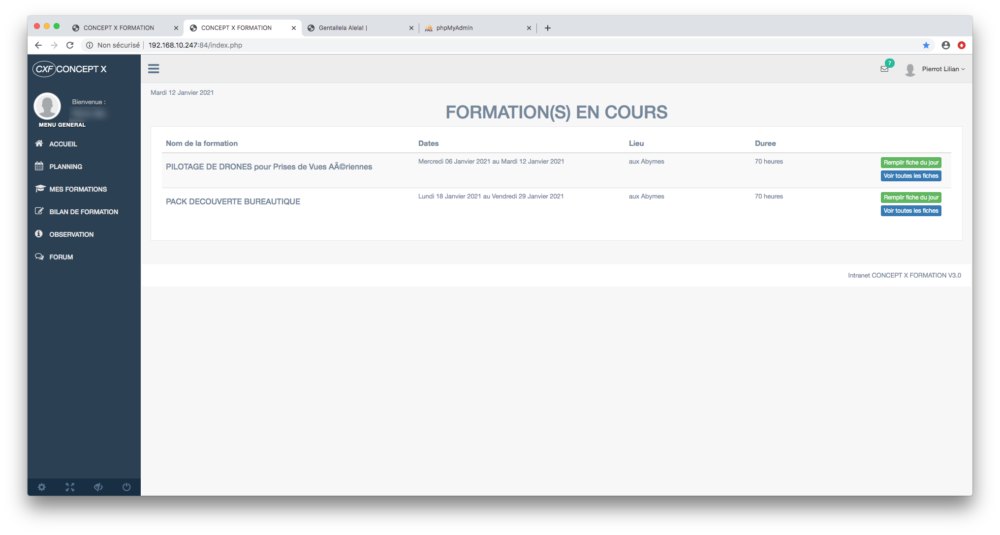 CONCEPT X FORMATION
CONCEPT X FORMATION
Gentallela Alela! |
PMA phpMyAdmin
Non sécurisé | 192.168.10.247:84/index.php
CXF CONCEPT X
7
Pierrot Lilian
Mardi 12 Janvier 2021
Bienvenue :
MENU GENERAL
ACCUEIL
PLANNING
MES FORMATIONS
BILAN DE FORMATION
OBSERVATION
FORUM
FORMATION(S) EN COURS
Nom de la formation Dates Lieu Duree
PILOTAGE DE DRONES pour Prises de Vues AÃ©riennes Mercredi 06 Janvier 2021 au Mardi 12 Janvier 2021 aux Abymes 70 heures Remplir fiche du jour
Voir toutes les fiches
PACK DECOUVERTE BUREAUTIQUE Lundi 18 Janvier 2021 au Vendredi 29 Janvier 2021 aux Abymes 70 heures Remplir fiche du jour
Voir toutes les fiches
Intranet CONCEPT X FORMATION V3.0